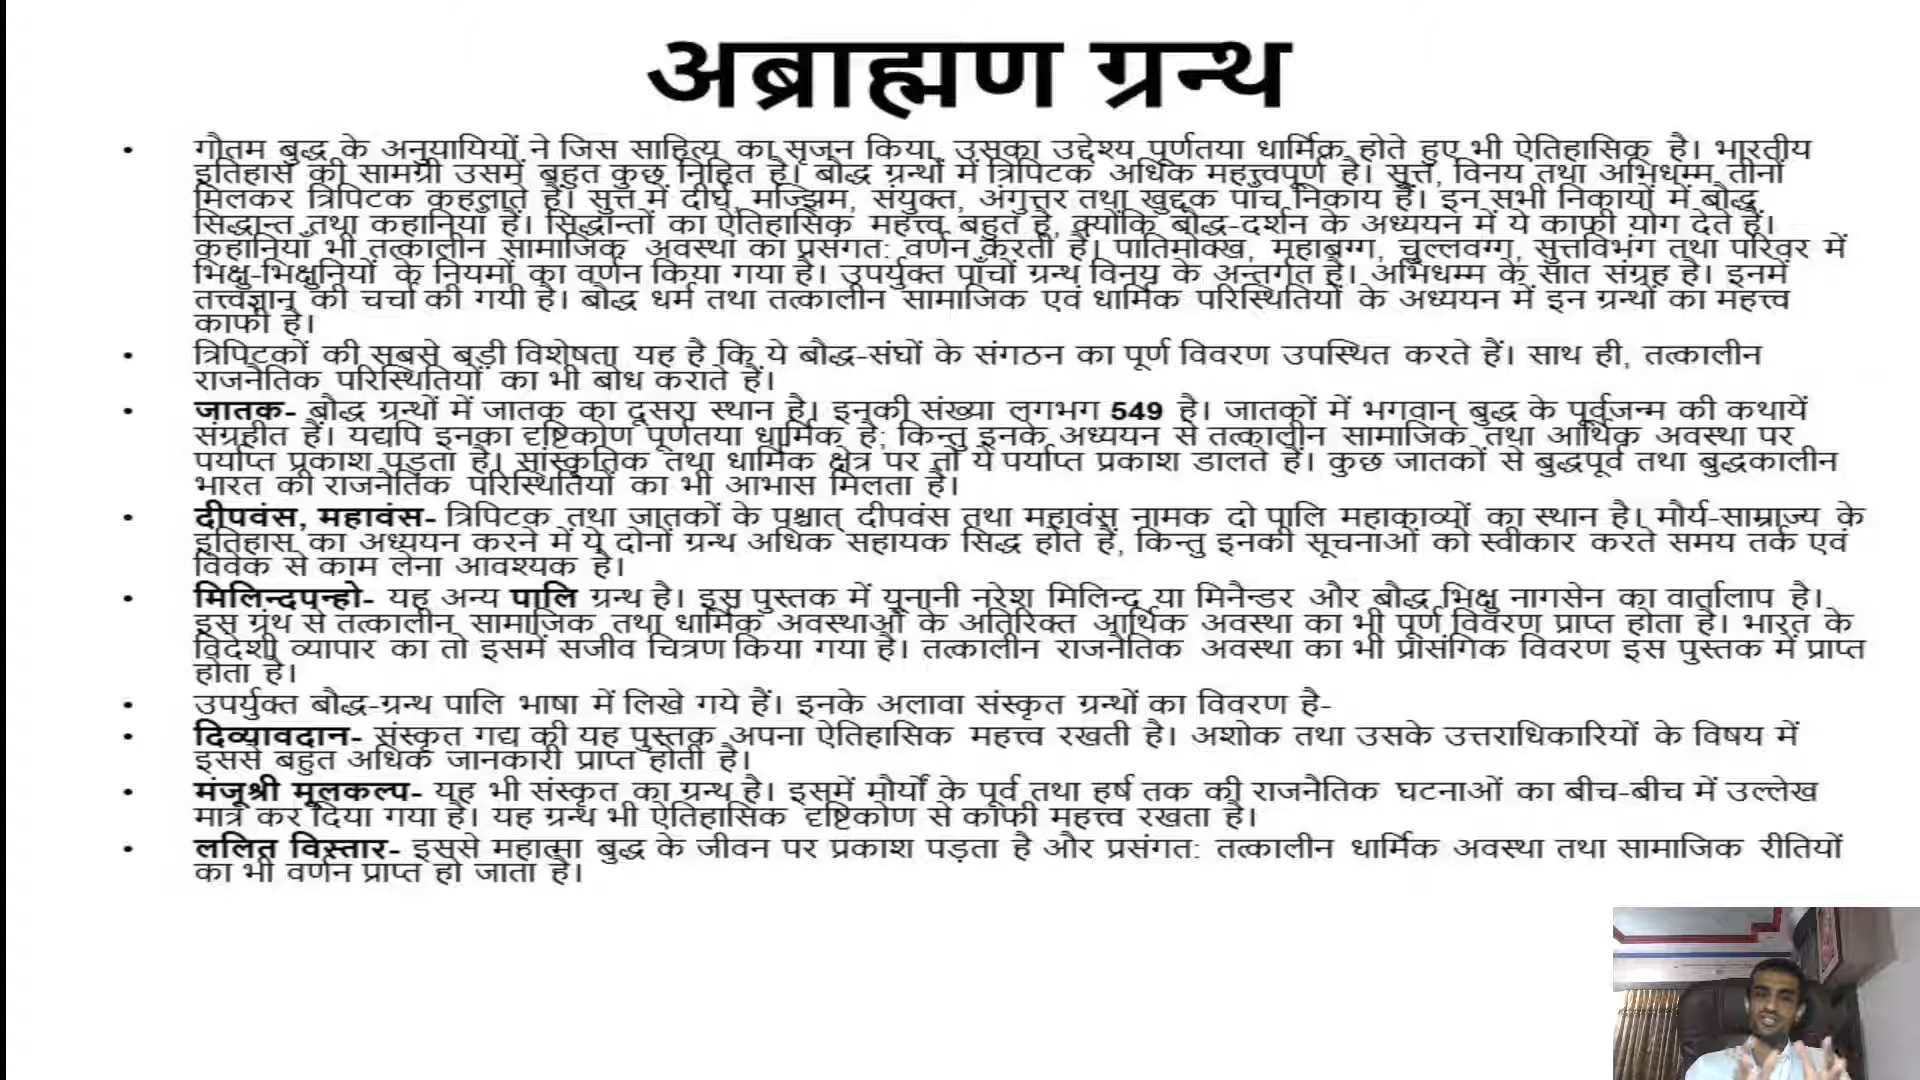 अब्राह्मण ग्रन्थ
• गौतम बुद्ध के अनुयायियों ने जिस साहित्य का सृजन किया, उसका उद्देश्य पूर्णतया धार्मिक होते हुए भी ऐतिहासिक है। भारतीय
इतिहास की सामग्री उसमें बहुत कुछ निहित है। बौद्ध ग्रन्थों में त्रिपिटक अधिक महत्त्वपूर्ण है। सुत्त, विनय तथा अभिधम्म तीनों
मिलकर त्रिपिटक कहलाते हैं। सुत्त में दीर्घ, मज्झिम, संयुक्त, अंगुत्तर तथा खुद्दक पांच निकाय हैं। इन सभी निकायों में बौद्ध
सिद्धान्त तथा कहानियाँ हैं। सिद्धान्तों का ऐतिहासिक महत्त्व बहुत है, क्योंकि बौद्ध-दर्शन के अध्ययन में ये काफी योग देते हैं।
कहानियाँ भी तत्कालीन सामाजिक अवस्था का प्रसंगत: वर्णन करती हैं। पातिमोक्ख, महाबग्ग, चुल्लवग्ग, सुत्तविभंग तथा परिवर में
भिक्षु-भिक्षुनियों के नियमों का वर्णन किया गया है। उपर्युक्त पाँचों ग्रन्थ विनय के अन्तर्गत हैं। अभिधम्म के सात संग्रह है। इनमें
तत्त्वज्ञान की चर्चा की गयी है। बौद्ध धर्म तथा तत्कालीन सामाजिक एवं धार्मिक परिस्थितियों के अध्ययन में इन ग्रन्थों का महत्त्व
काफी है।
• त्रिपिटकों की सबसे बड़ी विशेषता यह है कि ये बौद्ध-संघों के संगठन का पूर्ण विवरण उपस्थित करते हैं। साथ ही, तत्कालीन
राजनैतिक परिस्थितियों का भी बोध कराते हैं।
• जातक- बौद्ध ग्रन्थों में जातक का दूसरा स्थान है। इनकी संख्या लगभग 549 है। जातकों में भगवान् बुद्ध के पूर्वजन्म की कथायें
संग्रहीत हैं। यद्यपि इनका दृष्टिकोण पूर्णतया धार्मिक है; किन्तु इनके अध्ययन से तत्कालीन सामाजिक तथा आर्थिक अवस्था पर
पर्याप्त प्रकाश पड़ता है। सांस्कृतिक तथा धार्मिक क्षेत्र पर तो ये पर्याप्त प्रकाश डालते हैं। कुछ जातकों से बुद्धपूर्व तथा बुद्धकालीन
भारत की राजनैतिक परिस्थितियों का भी आभास मिलता है।
• दीपवंस, महावंस- त्रिपिटक तथा जातकों के पश्चात् दीपवंस तथा महावंस नामक दो पालि महाकाव्यों का स्थान है। मौर्य-साम्राज्य के
इतिहास का अध्ययन करने में ये दोनों ग्रन्थ अधिक सहायक सिद्ध होते हैं, किन्तु इनकी सूचनाओं को स्वीकार करते समय तर्क एवं
विवेक से काम लेना आवश्यक है।
• मिलिन्दपन्हो- यह अन्य पालि ग्रन्थ है। इस पुस्तक में यूनानी नरेश मिलिन्द या मिनैन्डर और बौद्ध भिक्षु नागसेन का वार्तालाप है।
इस ग्रंथ से तत्कालीन सामाजिक तथा धार्मिक अवस्थाओं के अतिरिक्त आर्थिक अवस्था का भी पूर्ण विवरण प्राप्त होता है। भारत के
विदेशी व्यापार का तो इसमें सजीव चित्रण किया गया है। तत्कालीन राजनैतिक अवस्था का भी प्रासंगिक विवरण इस पुस्तक में प्राप्त
होता है।
• उपर्युक्त बौद्ध-ग्रन्थ पालि भाषा में लिखे गये हैं। इनके अलावा संस्कृत ग्रन्थों का विवरण है-
• दिव्यावदान- संस्कृत गद्य की यह पुस्तक अपना ऐतिहासिक महत्त्व रखती है। अशोक तथा उसके उत्तराधिकारियों के विषय में
इससे बहुत अधिक जानकारी प्राप्त होती है।
• मंजूश्री मूलकल्प- यह भी संस्कृत का ग्रन्थ है। इसमें मौर्यों के पूर्व तथा हर्ष तक की राजनैतिक घटनाओं का बीच-बीच में उल्लेख
मात्र कर दिया गया है। यह ग्रन्थ भी ऐतिहासिक दृष्टिकोण से काफी महत्त्व रखता है।
• ललित विस्तार- इससे महात्मा बुद्ध के जीवन पर प्रकाश पड़ता है और प्रसंगत: तत्कालीन धार्मिक अवस्था तथा सामाजिक रीतियों
का भी वर्णन प्राप्त हो जाता है।